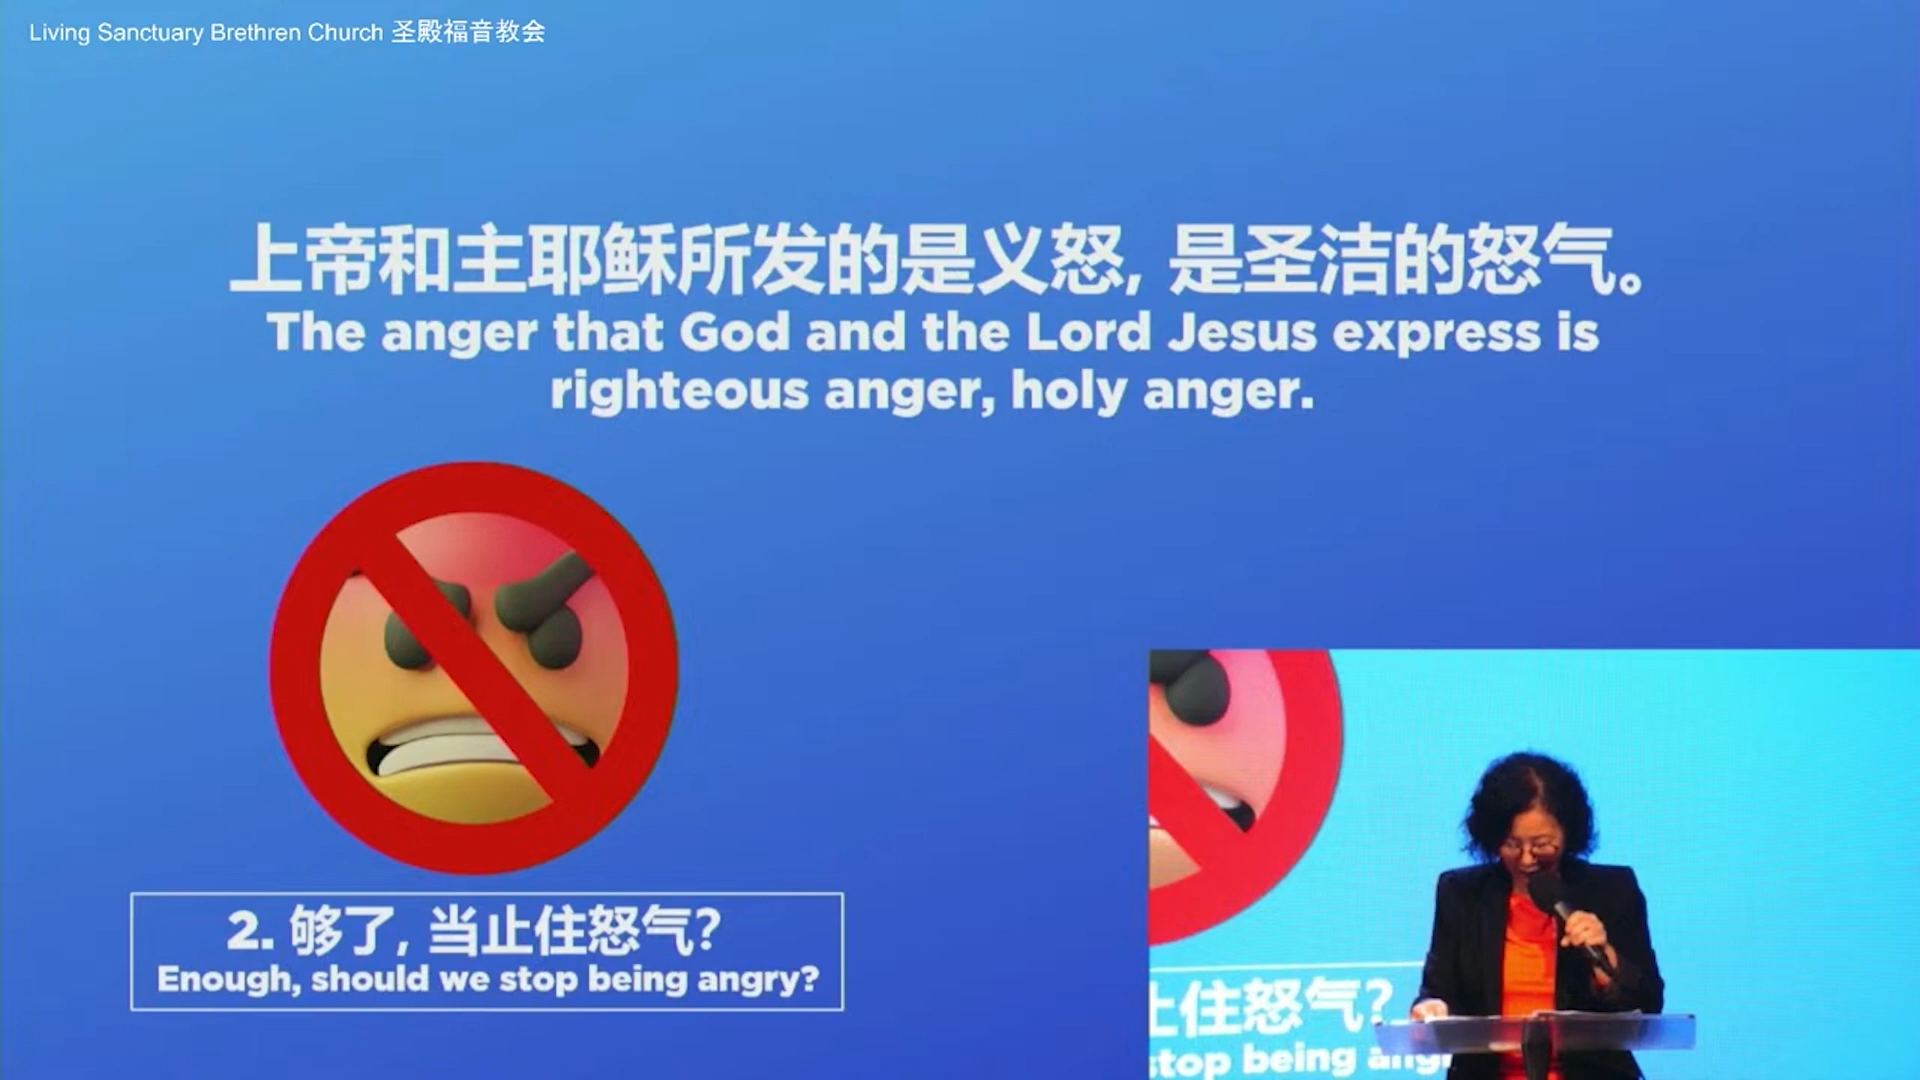 Living Sanctuary Brethren Church 圣殿福音教会
上帝和主耶稣所发的是义怒, 是圣洁的怒气。
The anger that God and the Lord Jesus express is
righteous anger, holy anger.
2. 够了, 当止住怒气?
Enough, should we stop being angry?
止住怒气?
stop being angr